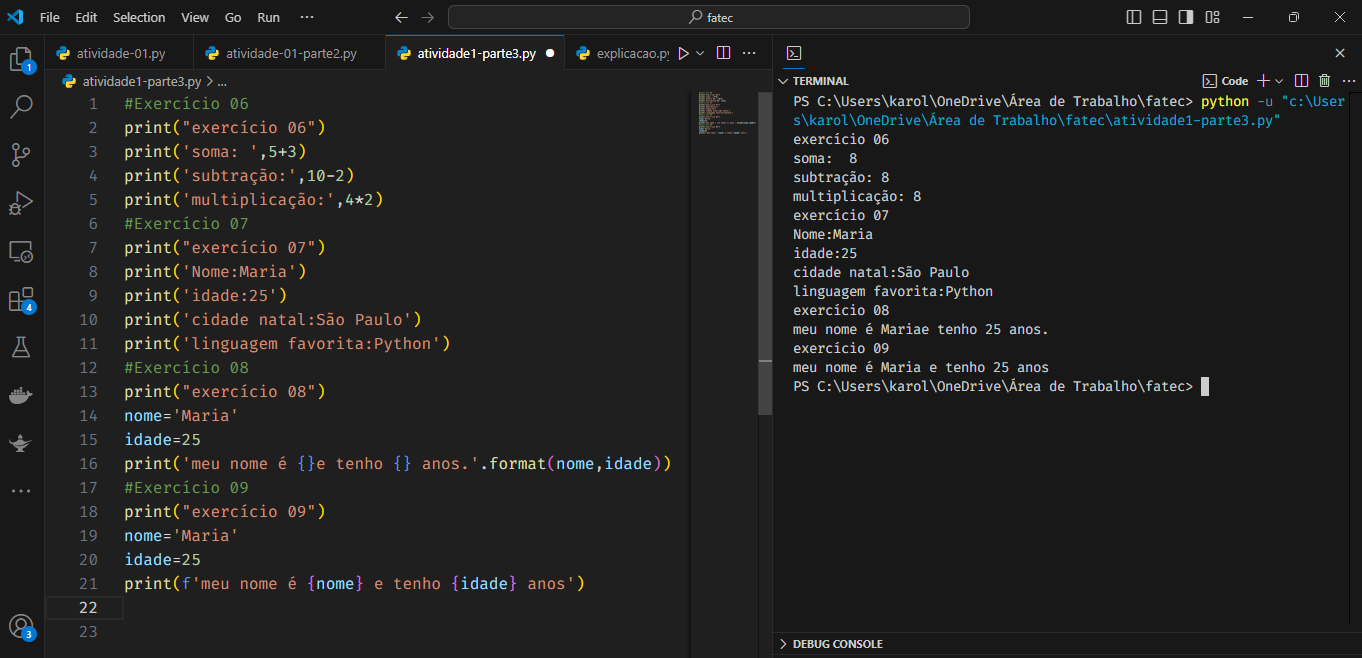 File Edit Selection View Go Run ··· fatec
atividade-01.py atividade-01-parte2.py atividade1-parte3.py explicacao.py
atividade1-parte3.py > ...
1 #Exercício 06
2 print("exercício 06")
3 print('soma: ',5+3)
4 print('subtração:',10-2)
5 print('multiplicação:',4*2)
6 #Exercício 07
7 print("exercício 07")
8 print('Nome:Maria')
9 print('idade:25')
10 print('cidade natal:São Paulo')
11 print('linguagem favorita:Python')
12 #Exercício 08
13 print("exercício 08")
14 nome='Maria'
15 idade=25
16 print('meu nome é {}e tenho {} anos.'.format(nome,idade))
17 #Exercício 09
18 print("exercício 09")
19 nome='Maria'
20 idade=25
21 print(f'meu nome é {nome} e tenho {idade} anos')
22
23
1
4
3
TERMINAL Code
PS C:\Users\karol\OneDrive\Área de Trabalho\fatec> python -u "c:\User
s\karol\OneDrive\Área de Trabalho\fatec\atividade1-parte3.py"
exercício 06
soma:  8
subtração: 8
multiplicação: 8
exercício 07
Nome:Maria
idade:25
cidade natal:São Paulo
linguagem favorita:Python
exercício 08
meu nome é Mariae tenho 25 anos.
exercício 09
meu nome é Maria e tenho 25 anos
PS C:\Users\karol\OneDrive\Área de Trabalho\fatec>
DEBUG CONSOLE